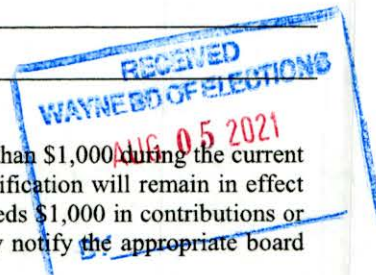 RECEIVED
WAYNE BD OF ELECTIONS
AUG 05 2021
han $1,000 during the current
ification will remain in effect
eds $1,000 in contributions or
y notify the appropriate board
BY